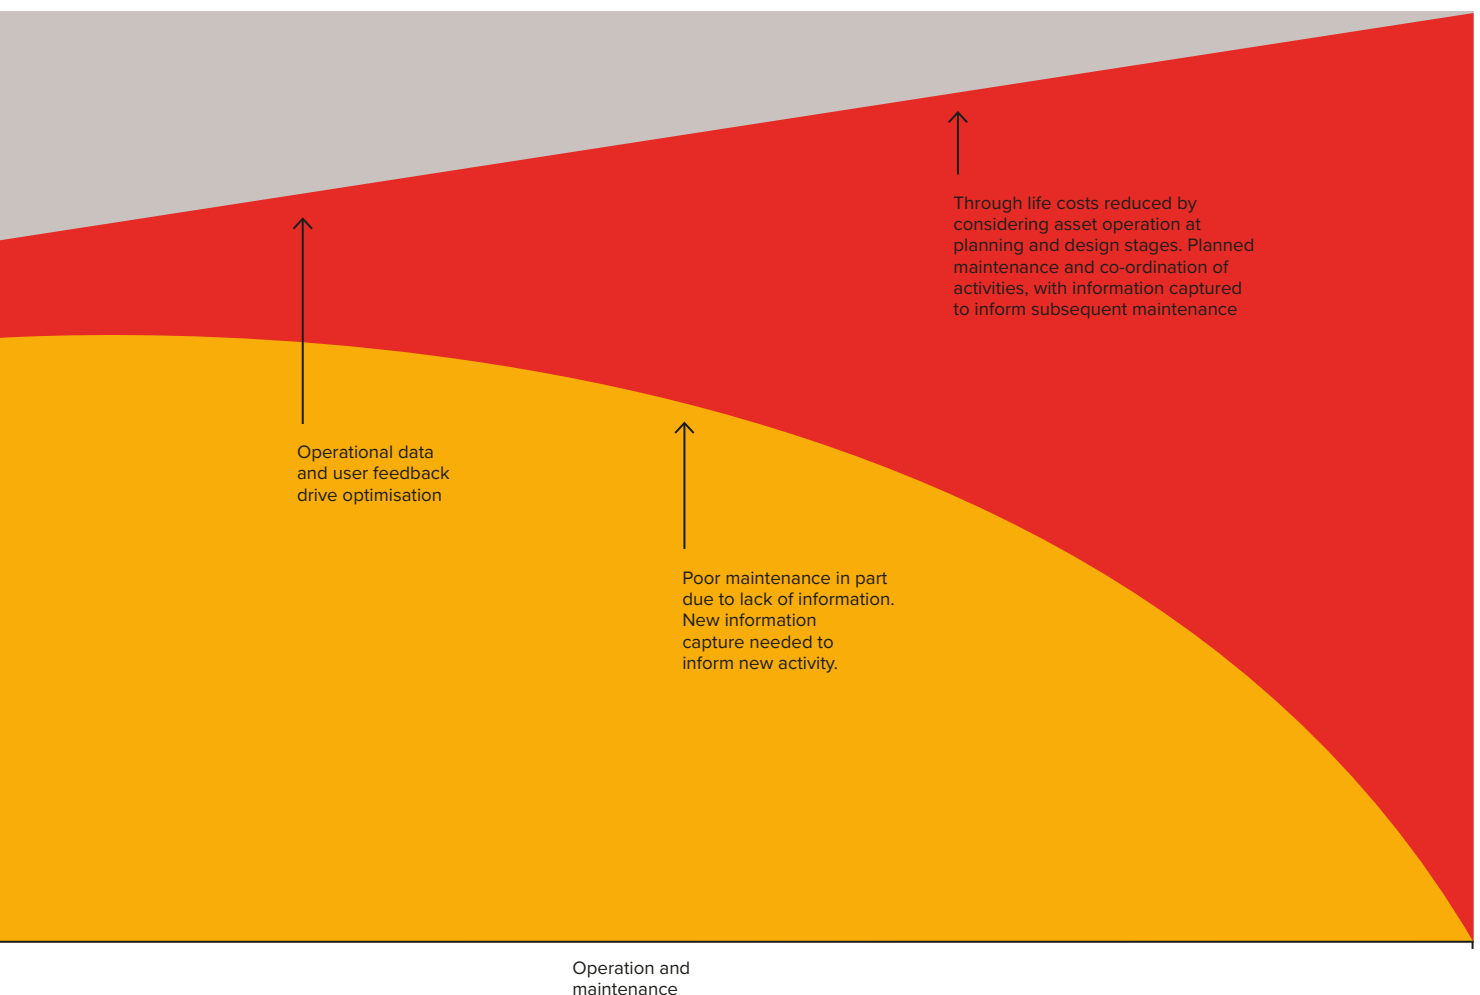 Through life costs reduced by
considering asset operation at
planning and design stages. Planned
maintenance and co-ordination of
activities, with information captured
to inform subsequent maintenance
Operational data
and user feedback
drive optimisation
Poor maintenance in part
due to lack of information.
New information
capture needed to
inform new activity.
Operation and
maintenance